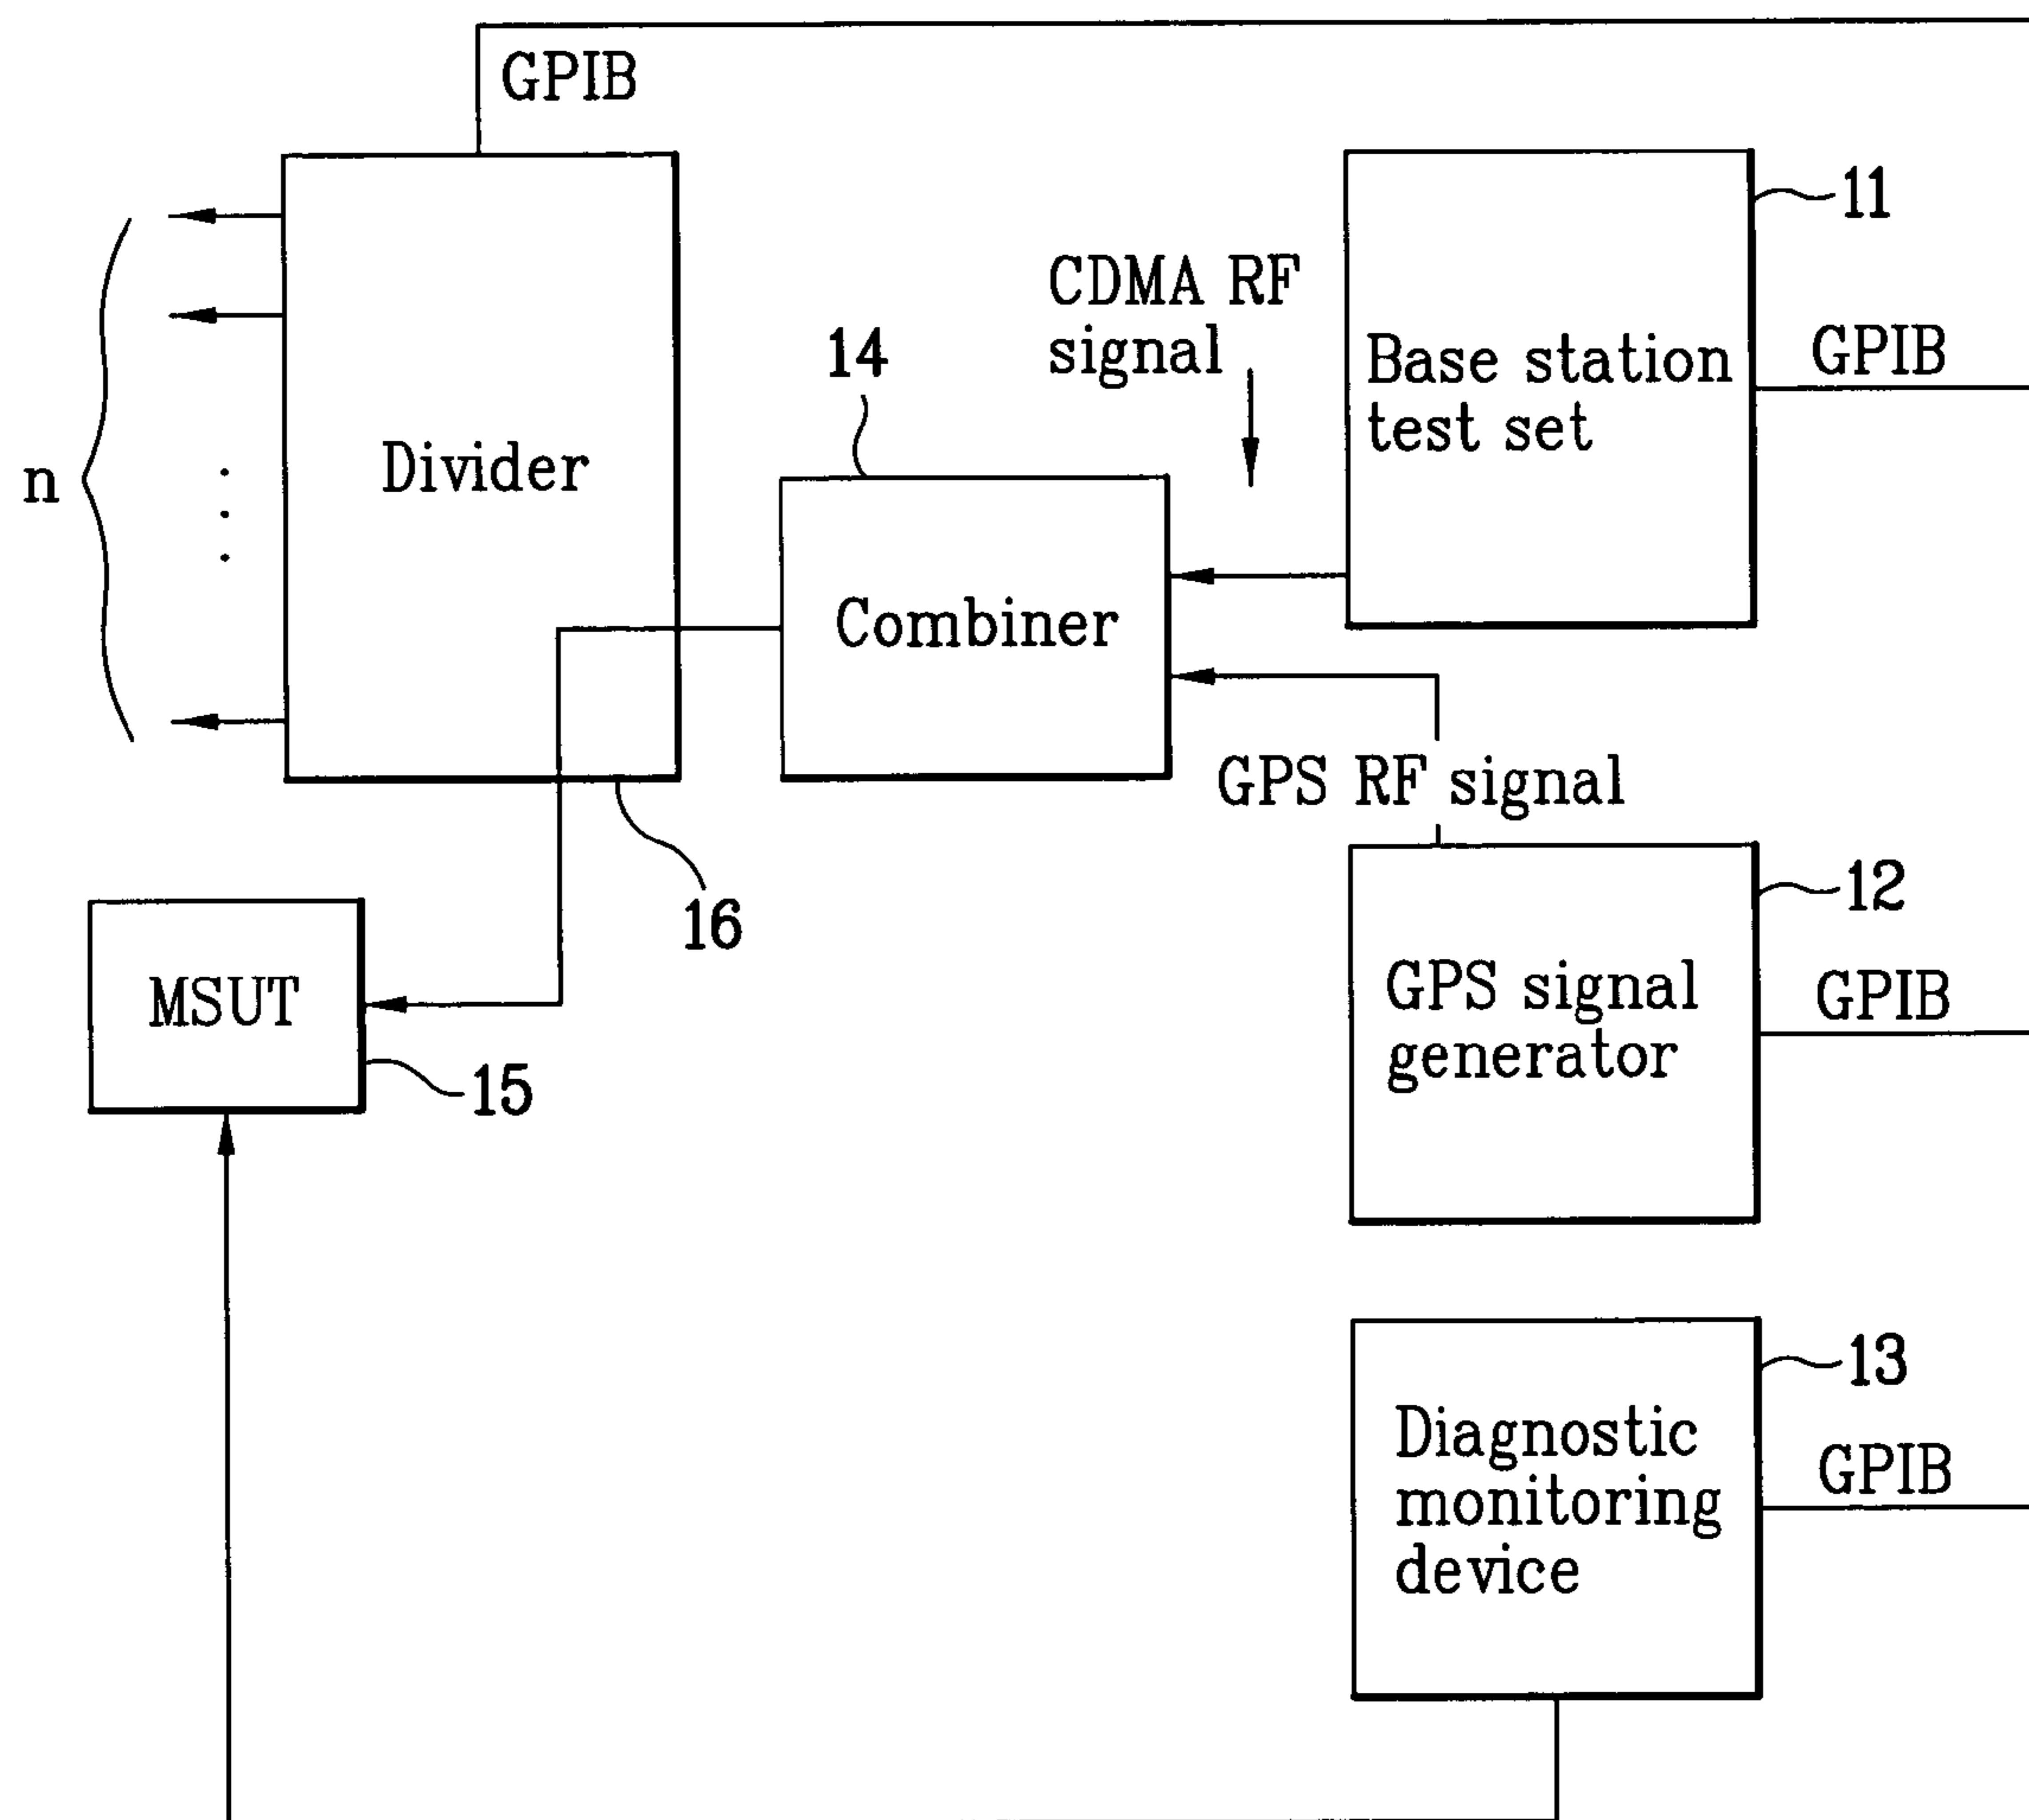 GPIB
11
CDMA RF
signal
14
Base station
test set
GPIB
Divider
n
Combiner
GPS RF signal
16
12
MSUT
GPS signal
generator
GPIB
15
13
Diagnostic
monitoring
device
GPIB